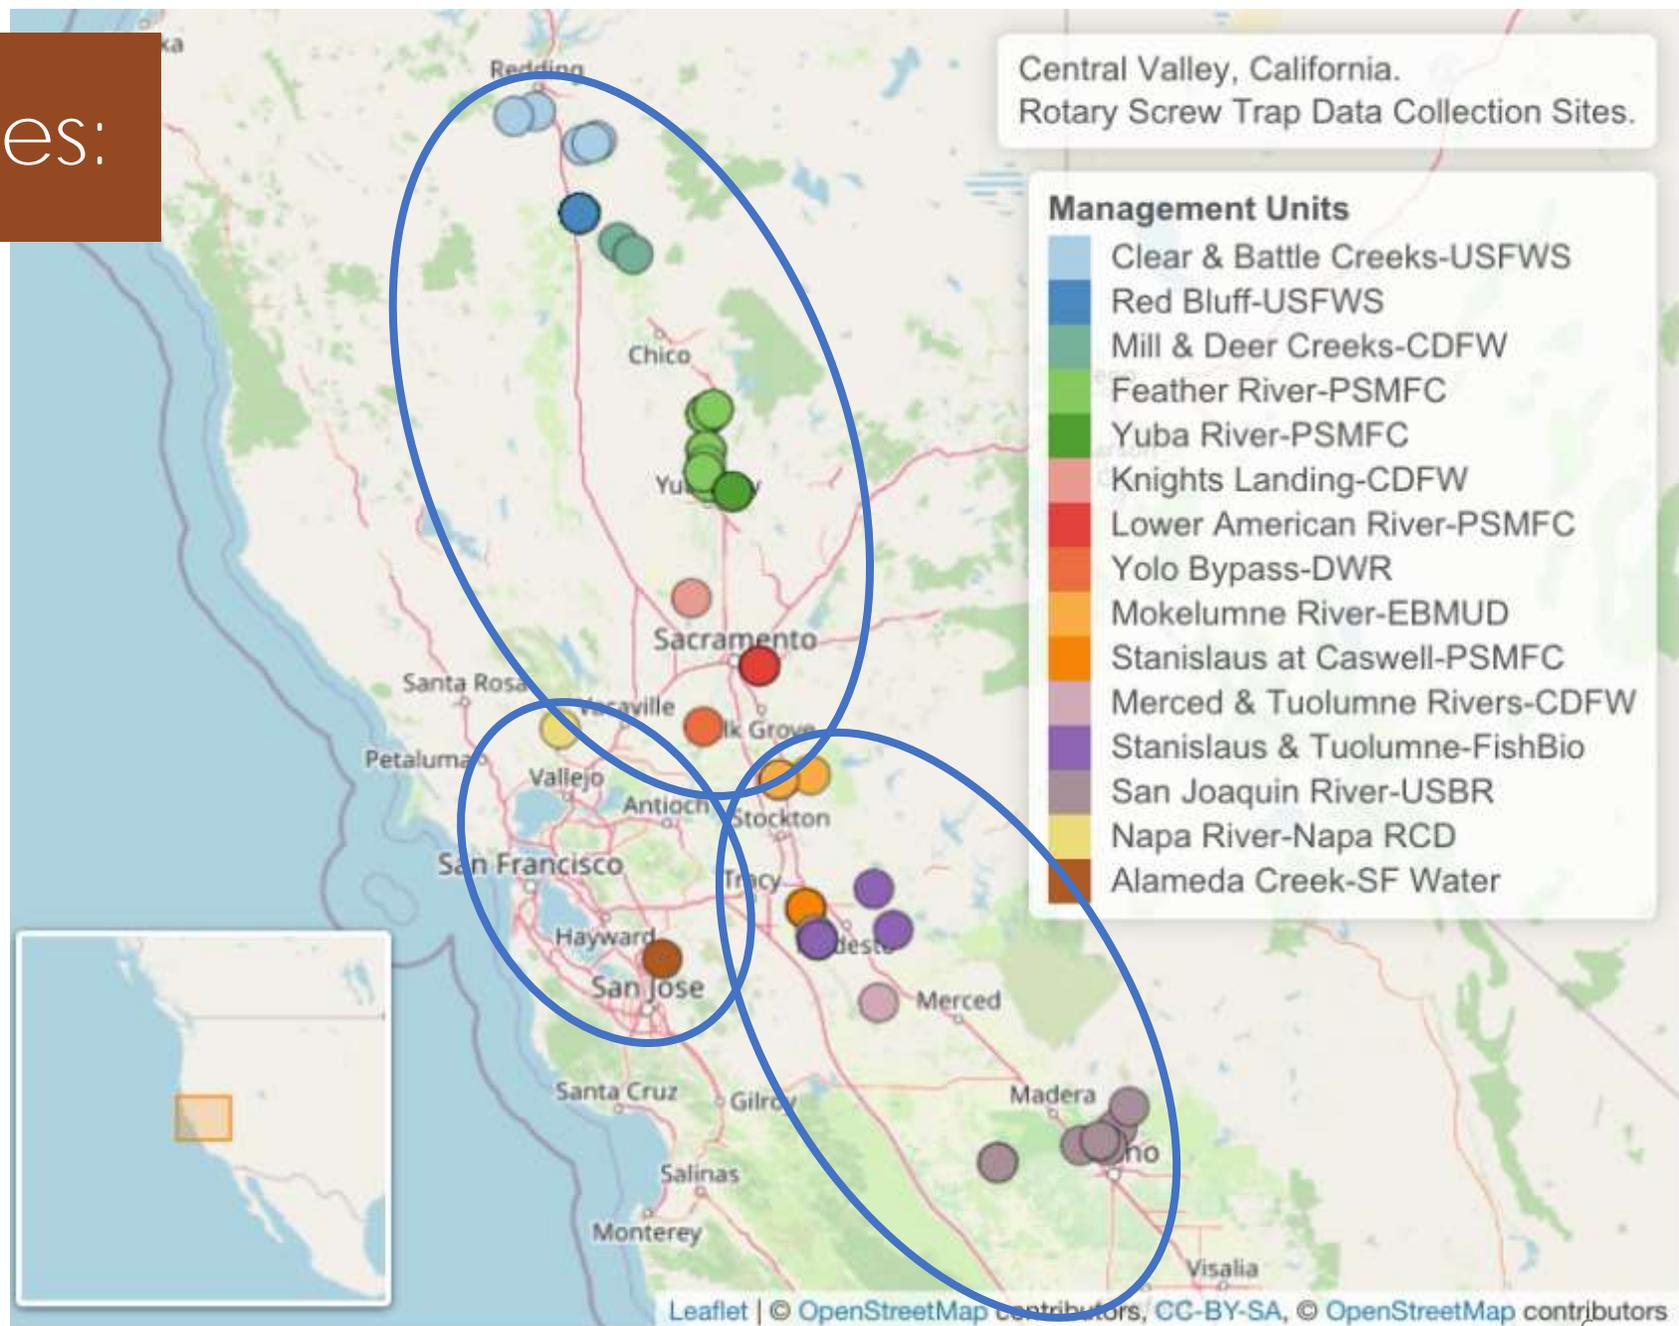 es:
Redding
Central Valley, California.
Rotary Screw Trap Data Collection Sites.
Management Units
Clear & Battle Creeks-USFWS
Red Bluff-USFWS
Mill & Deer Creeks-CDFW
Feather River-PSMFC
Yuba River-PSMFC
Knights Landing-CDFW
Lower American River-PSMFC
Yolo Bypass-DWR
Mokelumne River-EBMUD
Stanislaus at Caswell-PSMFC
Merced & Tuolumne Rivers-CDFW
Stanislaus & Tuolumne-FishBio
San Joaquin River-USBR
Napa River-Napa RCD
Alameda Creek-SF Water
Chico
Sacramento
Santa Rosa
Vacaville
lk Grove
Petaluma
Vallejo
Antioch
Stockton
San Francisco
Tracy
Hayward
desto
San Jose
Merced
Santa Cruz
Gilroy
Madera
no
Salinas
Monterey
Visalia
Leaflet | © OpenStreetMap contributors, CC-BY-SA, © OpenStreetMap contributors